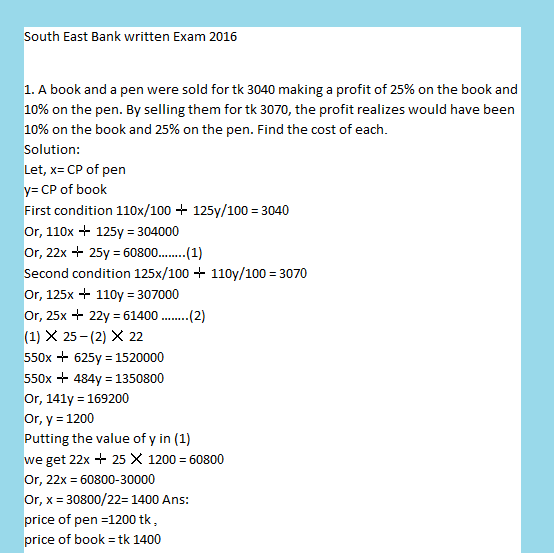 South East Bank written Exam 2016
1. A book and a pen were sold for tk 3040 making a profit of 25% on the book and
10% on the pen. By selling them for tk 3070, the profit realizes would have been
10% on the book and 25% on the pen. Find the cost of each.
Solution:
Let, x= CP of pen
y= CP of book
First condition 110x/100 ∔ 125y/100 = 3040
Or, 110x ∔ 125y = 304000
Or, 22x ∔ 25y = 60800........(1)
Second condition 125x/100 ∔ 110y/100 = 3070
Or, 125x ∔ 110y = 307000
Or, 25x ∔ 22y = 61400 ........(2)
(1) ✕ 25 – (2) ✕ 22
550x ∔ 625y = 1520000
550x ∔ 484y = 1350800
Or, 141y = 169200
Or, y = 1200
Putting the value of y in (1)
we get 22x ∔ 25 ✕ 1200 = 60800
Or, 22x = 60800-30000
Or, x = 30800/22= 1400 Ans:
price of pen =1200 tk ,
price of book = tk 1400